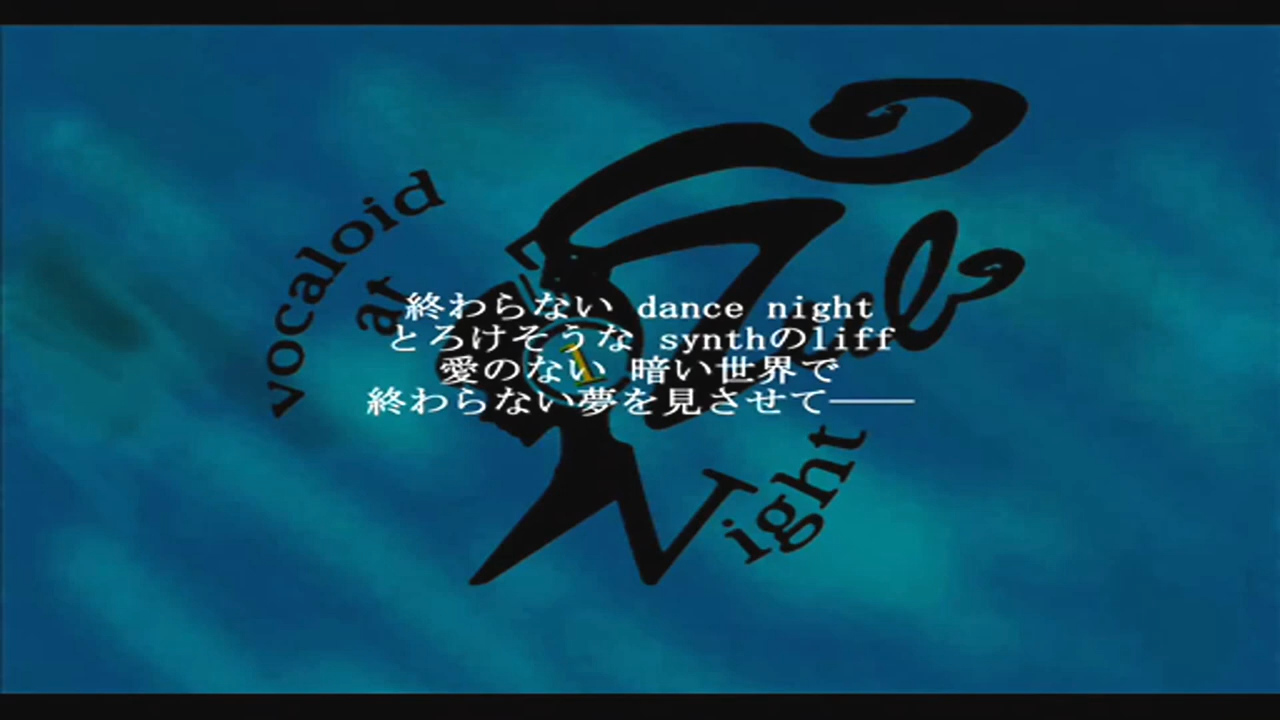 vocaloid
at
終わらない dance night
とろけそうな synthのliff
愛のない 暗い世界で
終わらない夢を見させて――
1
Night